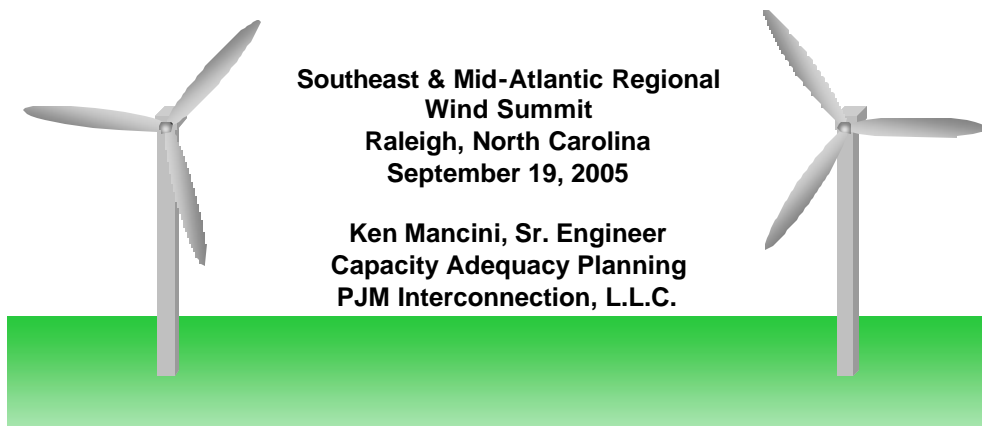 Southeast & Mid-Atlantic Regional
Wind Summit
Raleigh, North Carolina
September 19, 2005
Ken Mancini, Sr. Engineer
Capacity Adequacy Planning
PJM Interconnection, L.L.C.